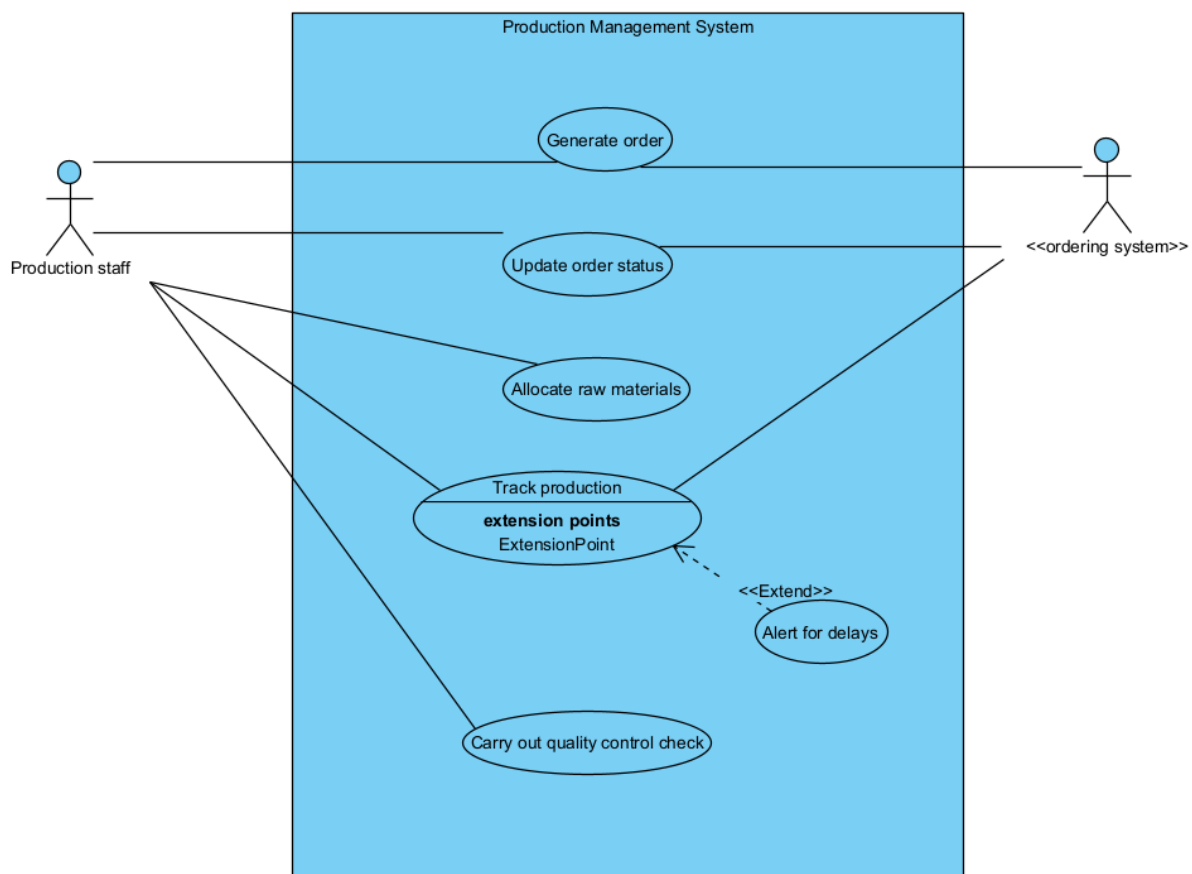 Production Management System
Generate order
Production staff
<<ordering system>>
Update order status
Allocate raw materials
Track production
extension points
ExtensionPoint
<<Extend>>
Alert for delays
Carry out quality control check